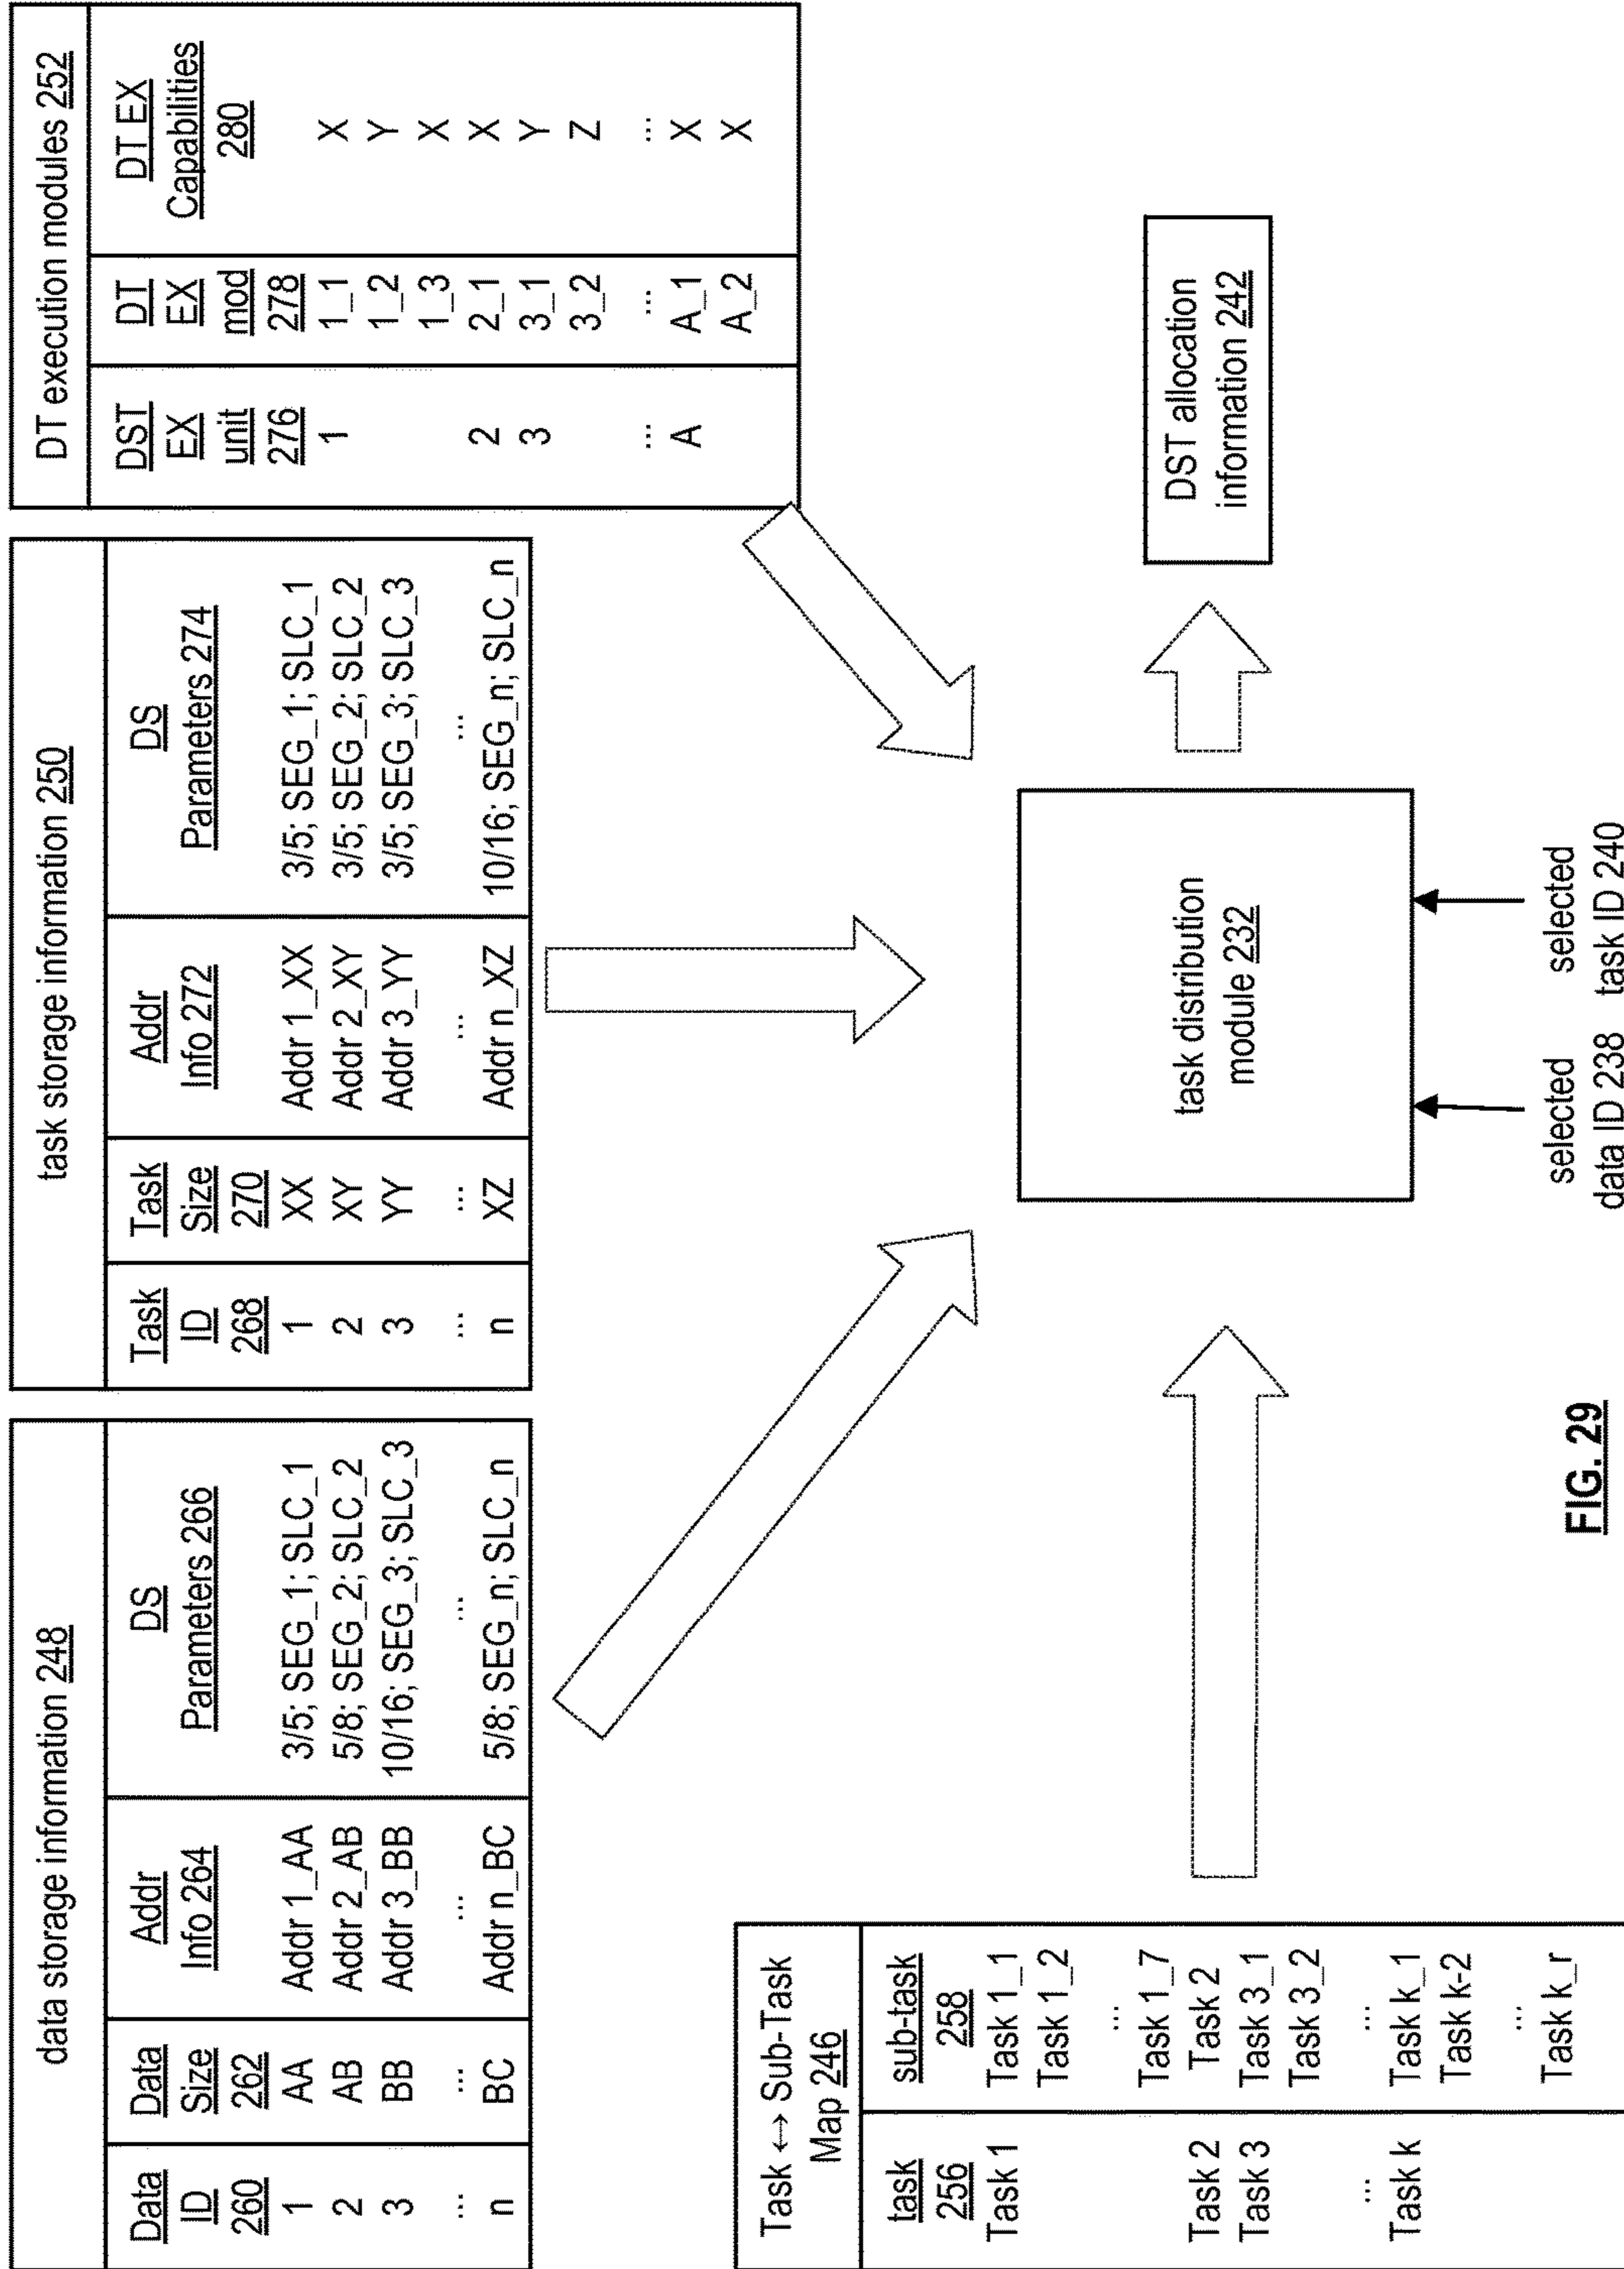 data storage information 248
Data ID 260 Data Size 262 Addr Info 264 DS Parameters 266
1 AA Addr 1_AA 3/5; SEG_1; SLC_1
2 AB Addr 2_AB 5/8; SEG_2; SLC_2
3 BB Addr 3_BB 10/16; SEG_3; SLC_3
... ... ... ...
n BC Addr n_BC 5/8; SEG_n; SLC_n
task storage information 250
Task ID 268 Task Size 270 Addr Info 272 DS Parameters 274
1 XX Addr 1_XX 3/5; SEG_1; SLC_1
2 XY Addr 2_XY 3/5; SEG_2; SLC_2
3 YY Addr 3_YY 3/5; SEG_3; SLC_3
... ... ... ...
n XZ Addr n_XZ 10/16; SEG_n; SLC_n
DT execution modules 252
DST EX unit 276 DT EX mod 278 DT EX Capabilities 280
1 1_1 X
1_2 Y
1_3 X
2 2_1 X
3 3_1 Y
3_2 Z
... ... ...
A A_1 X
A_2 X
Task ↔ Sub-Task
Map 246
task 256 sub-task 258
Task 1 Task 1_1
Task 1_2
...
Task 1_7
Task 2 Task 2
Task 3 Task 3_1
Task 3_2
... ...
Task k Task k_1
Task k-2
...
Task k_r
task distribution
module 232
DST allocation
information 242
selected
data ID 238
selected
task ID 240
FIG. 29